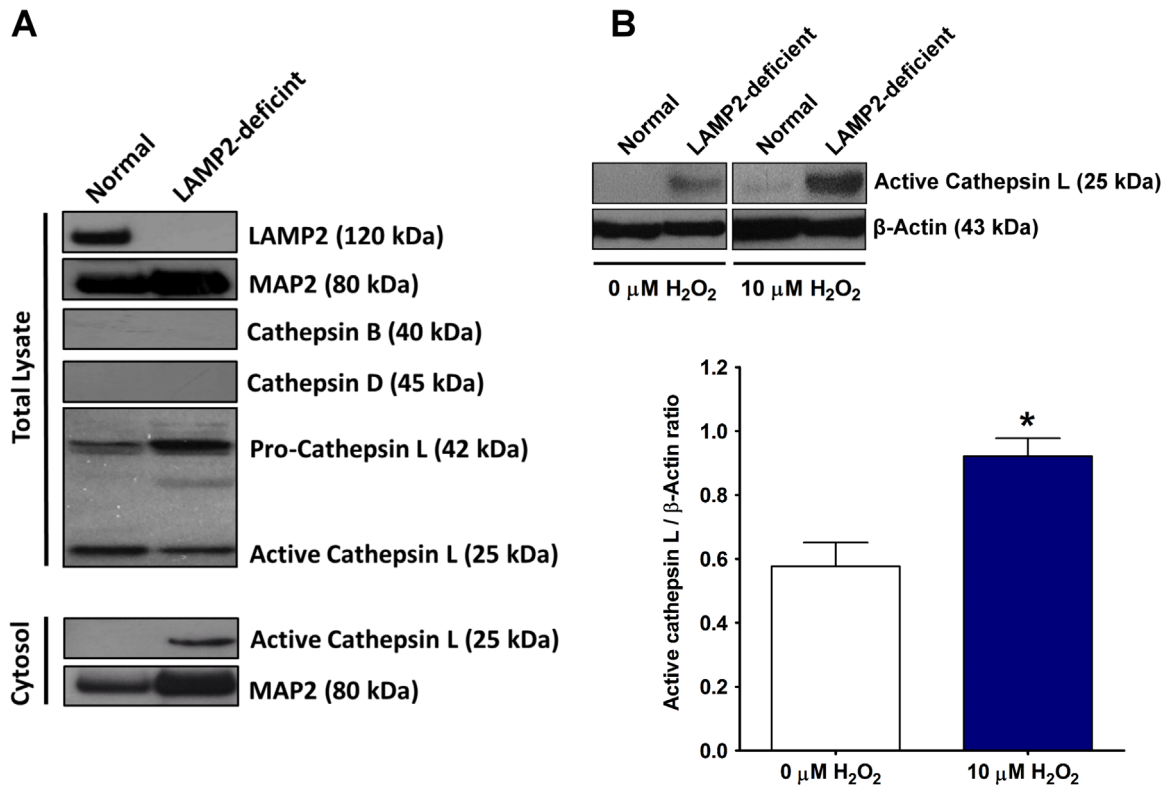 A
Normal
LAMP2-deficint
Total Lysate
LAMP2 (120 kDa)
MAP2 (80 kDa)
Cathepsin B (40 kDa)
Cathepsin D (45 kDa)
Pro-Cathepsin L (42 kDa)
Active Cathepsin L (25 kDa)
Cytosol
Active Cathepsin L (25 kDa)
MAP2 (80 kDa)
B
Normal
LAMP2-deficient
Normal
LAMP2-deficient
Active Cathepsin L (25 kDa)
β-Actin (43 kDa)
0 μM H₂O₂
10 μM H₂O₂
Active cathepsin L / β-Actin ratio
1.2
1.0
0.8
0.6
0.4
0.2
0.0
*
0 μM H₂O₂
10 μM H₂O₂